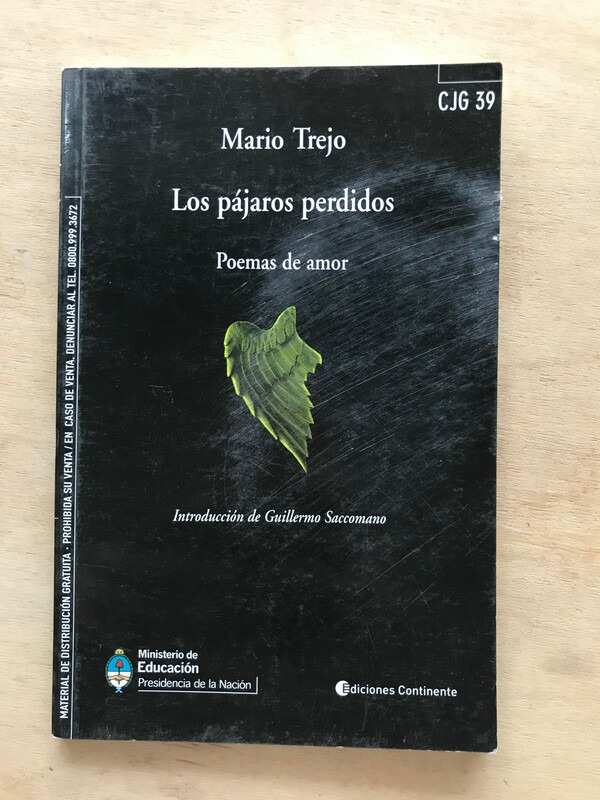 CJG 39
Mario Trejo
Los pájaros perdidos
Poemas de amor
Introducción de Guillermo Saccomano
Ministerio de
Educación
Presidencia de la Nación
Ediciones Continente
MATERIAL DE DISTRIBUCIÓN GRATUITA · PROHIBIDA SU VENTA / EN CASO DE VENTA, DENUNCIAR AL TEL. 0800.999.3672